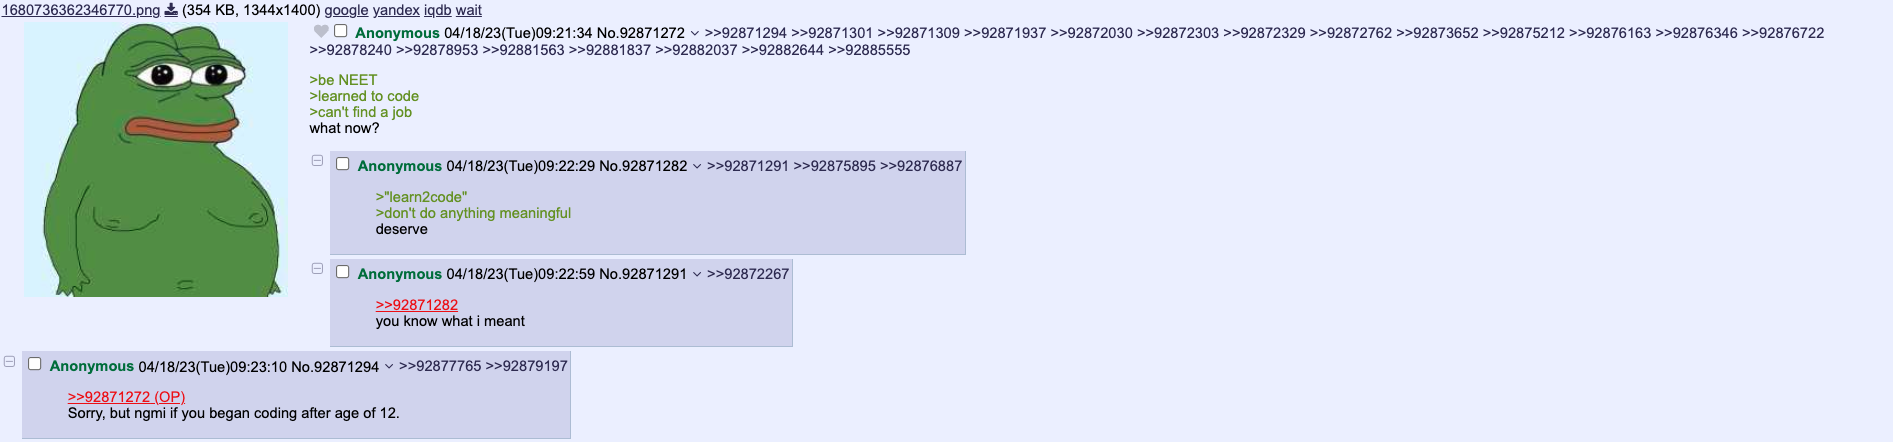 1680736362346770.png (354 KB, 1344x1400) google yandex iqdb wait
Anonymous 04/18/23(Tue)09:21:34 No.92871272 >>92871294 >>92871301 >>92871309 >>92871937 >>92872030 >>92872303 >>92872329 >>92872762 >>92873652 >>92875212 >>92876163 >>92876346 >>92876722
>>92878240 >>92878953 >>92881563 >>92881837 >>92882037 >>92882644 >>92885555
>be NEET
>learned to code
>can't find a job
what now?
Anonymous 04/18/23(Tue)09:22:29 No.92871282 >>92871291 >>92875895 >>92876887
>"learn2code"
>don't do anything meaningful
deserve
Anonymous 04/18/23(Tue)09:22:59 No.92871291 >>92872267
>>92871282
you know what i meant
Anonymous 04/18/23(Tue)09:23:10 No.92871294 >>92877765 >>92879197
>>92871272 (OP)
Sorry, but ngmi if you began coding after age of 12.